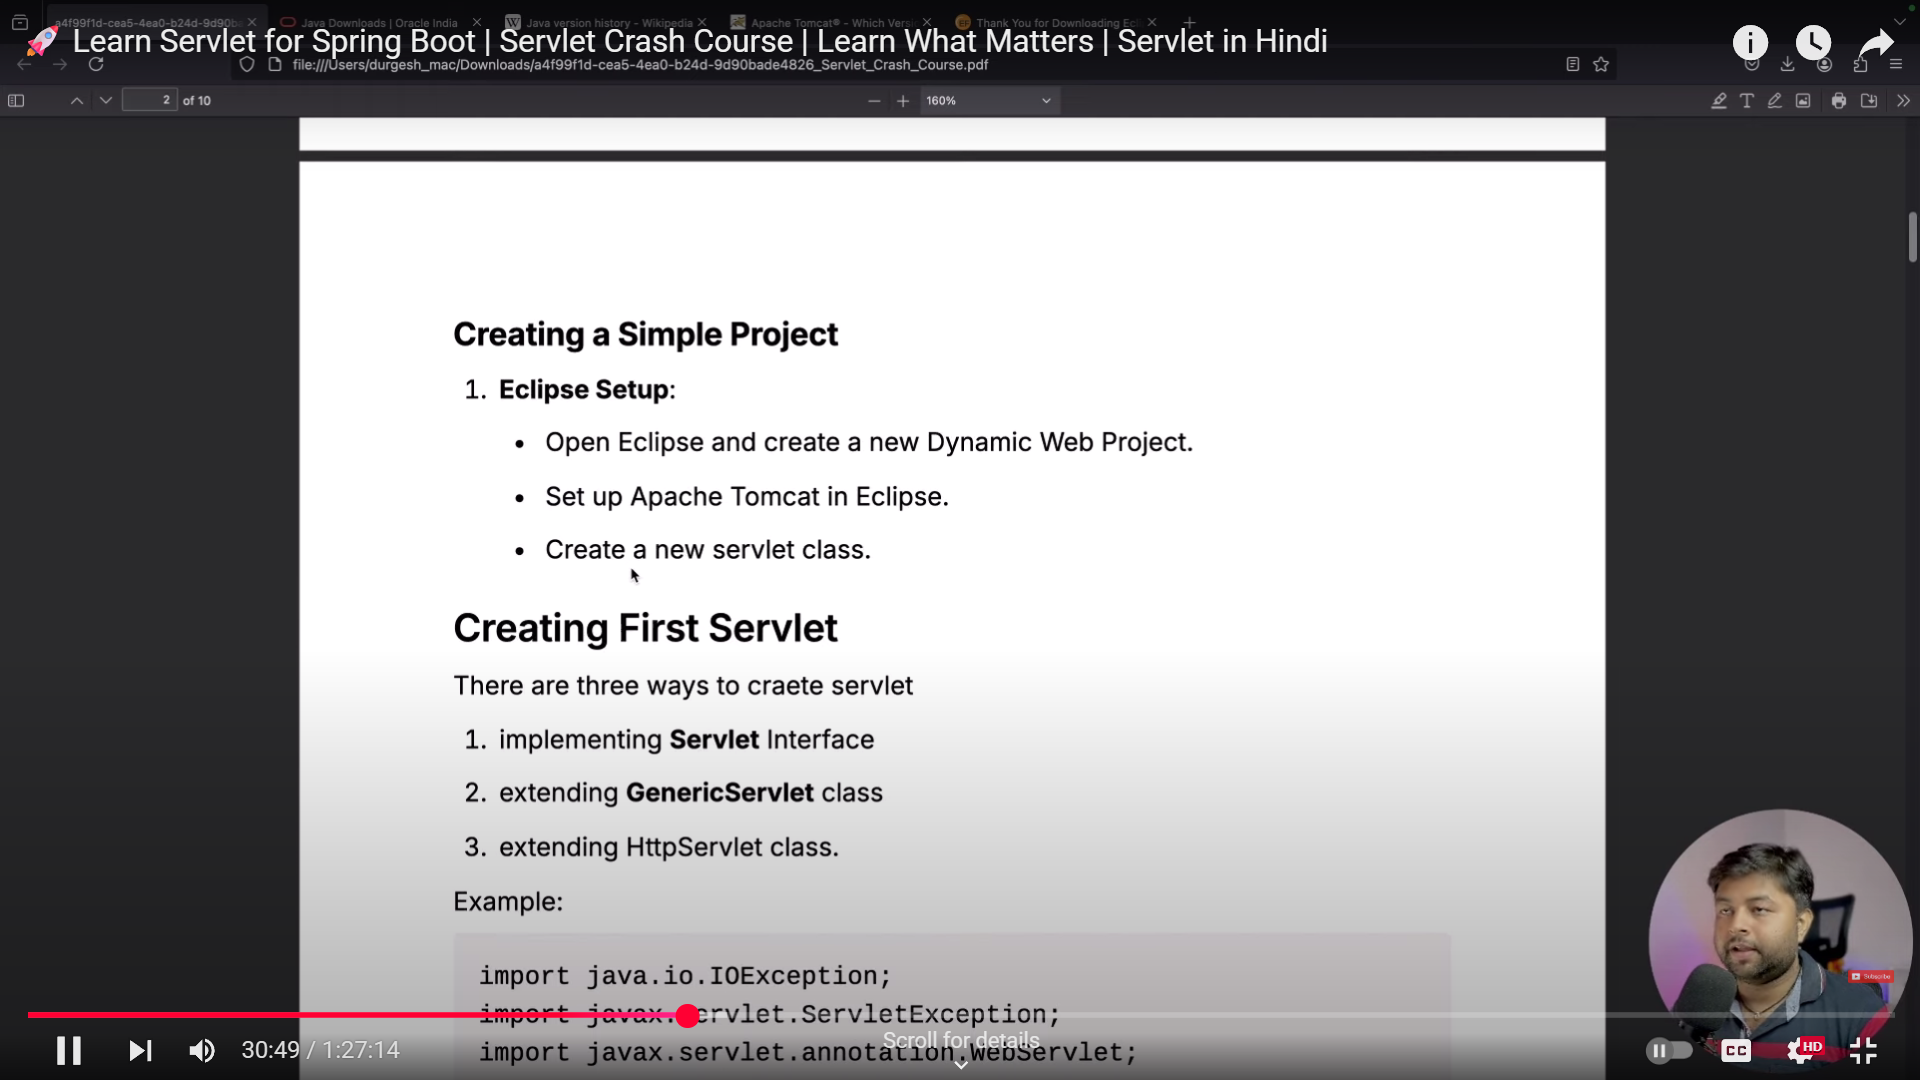 a4f99f1d-cea5-4ea0-b24d-9d90b
Java Downloads | Oracle India
W Java version history - Wikipedia
Apache Tomcat® - Which Versi
Thank You for Downloading Ecl
🚀 Learn Servlet for Spring Boot | Servlet Crash Course | Learn What Matters | Servlet in Hindi
file:///Users/durgesh_mac/Downloads/a4f99f1d-cea5-4ea0-b24d-9d90bade4826_Servlet_Crash_Course.pdf
2 of 10
160%
Creating a Simple Project
1. Eclipse Setup:
• Open Eclipse and create a new Dynamic Web Project.
• Set up Apache Tomcat in Eclipse.
• Create a new servlet class.
Creating First Servlet
There are three ways to craete servlet
1. implementing Servlet Interface
2. extending GenericServlet class
3. extending HttpServlet class.
Example:
import java.io.IOException;
import javax.servlet.ServletException;
import javax.servlet.annotation.WebServlet;
Subscribe
Scroll for details
30:49 / 1:27:14
CC
HD